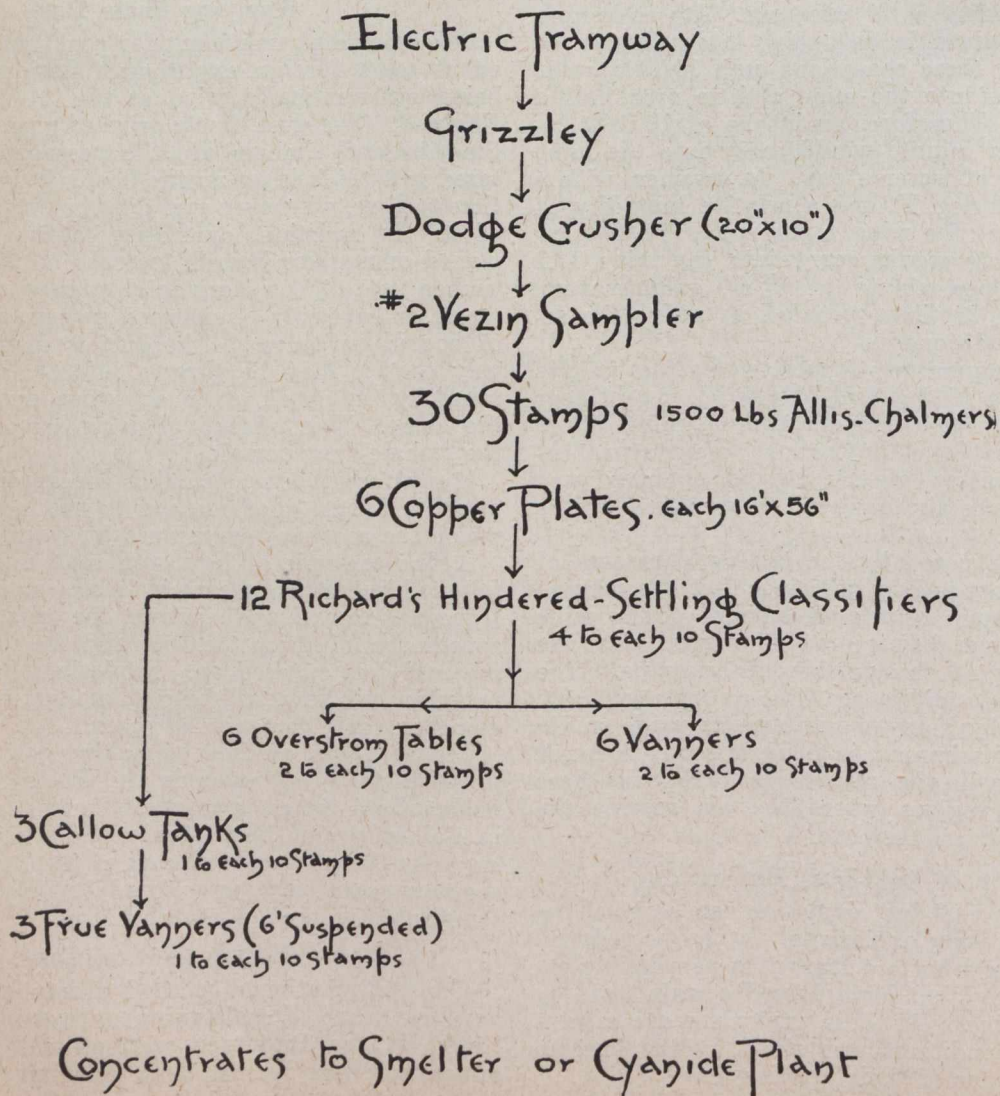 Electric Tramway
Grizzley
Dodge Crusher (20"x10")
#2 Vezin Sampler
30 Stamps 1500 Lbs Allis-Chalmers
6 Copper Plates. Each 16'x56"
12 Richard's Hindered-Settling Classifiers
4 to Each 10 Stamps
6 Overstrom Tables
2 to Each 10 Stamps
6 Vanners
2 to Each 10 Stamps
3 Callow Tanks
1 to Each 10 Stamps
3 Frue Vanners (6' Suspended)
1 to Each 10 Stamps
Concentrates to Smelter or Cyanide Plant